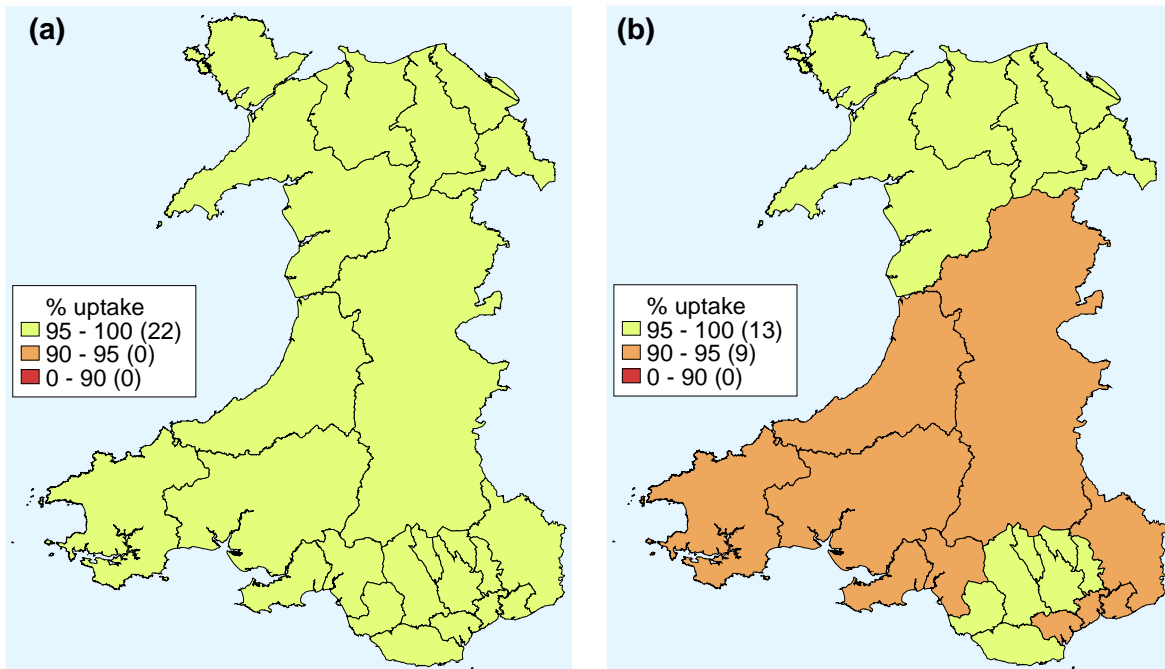 (a)
% uptake
95 - 100 (22)
90 - 95 (0)
0 - 90 (0)
(b)
% uptake
95 - 100 (13)
90 - 95 (9)
0 - 90 (0)